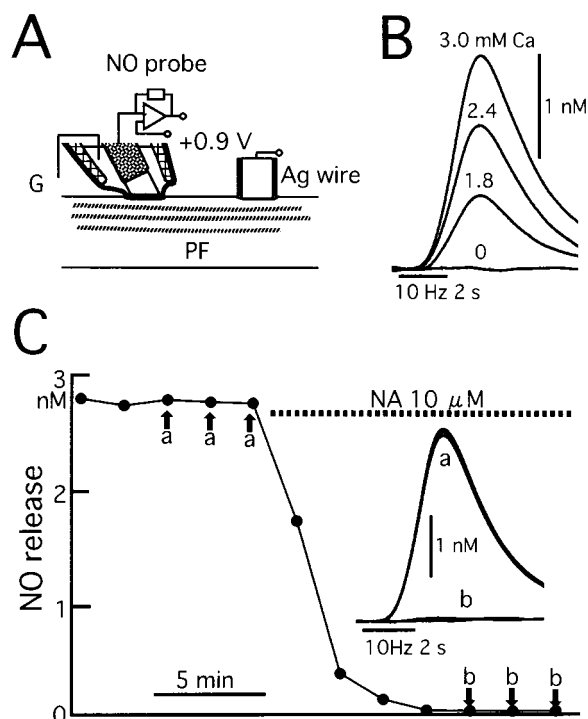 A
NO probe
+0.9 V
G
Ag wire
PF
B
3.0 mM Ca
1 nM
2.4
1.8
0
10 Hz 2 s
C
3
nM
NA 10 μM
a a a
a
2
NO release
1 nM
1
b
10Hz 2 s
5 min
b b b
0